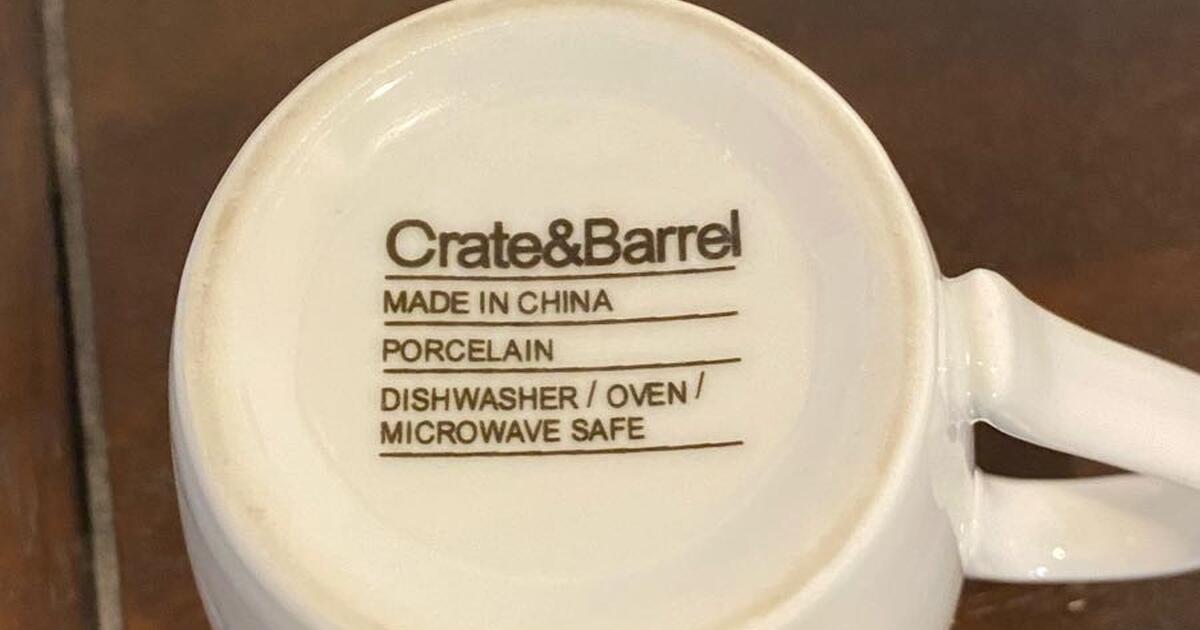 Crate&Barrel
MADE IN CHINA
PORCELAIN
DISHWASHER / OVEN /
MICROWAVE SAFE